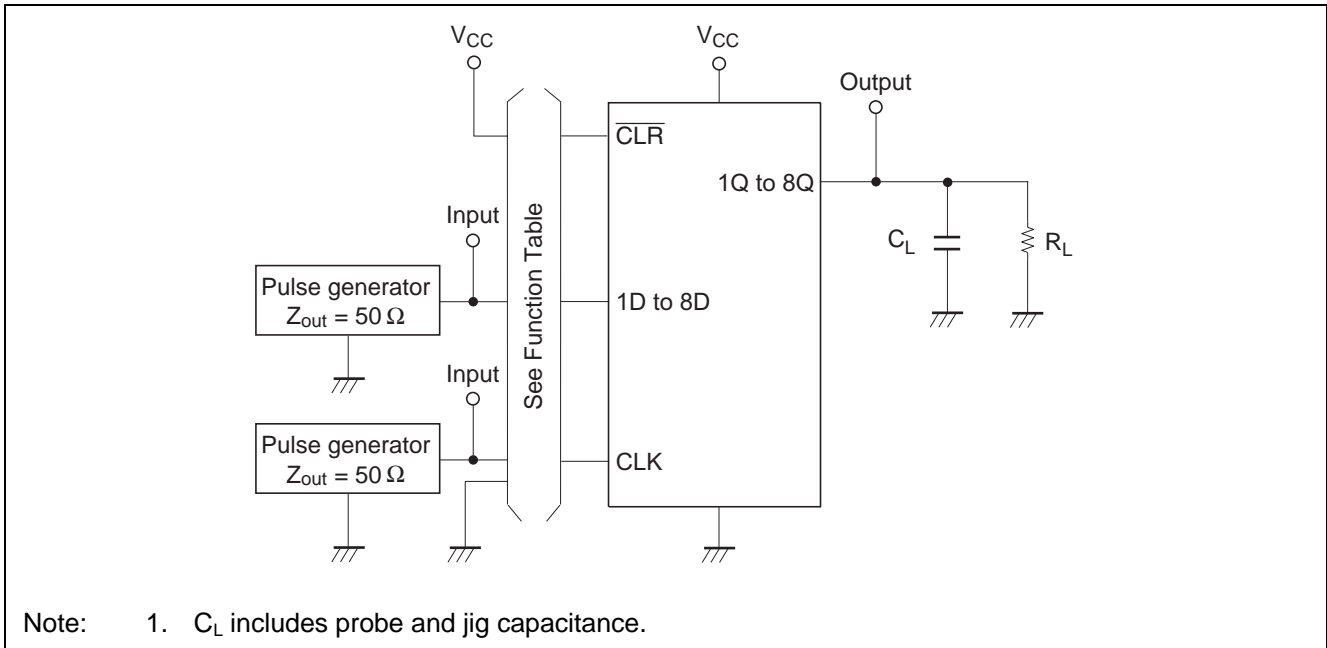 VCC
VCC
Output
CLR
1Q to 8Q
Input
See Function Table
CL
RL
Pulse generator
Zout = 50 Ω
1D to 8D
Input
Pulse generator
Zout = 50 Ω
CLK
Note: 1. CL includes probe and jig capacitance.